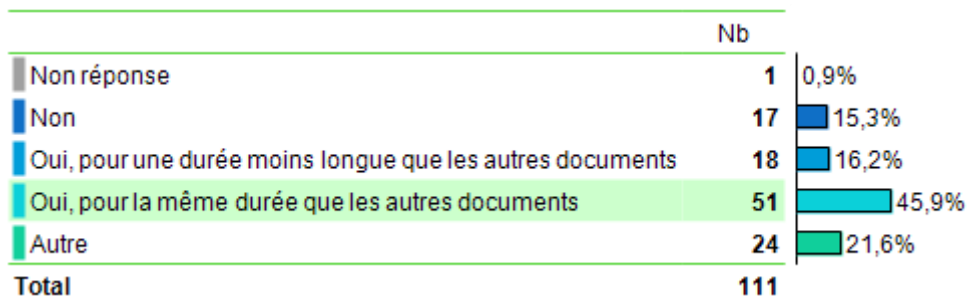 Nb
Non réponse 1 0,9%
Non 17 15,3%
Oui, pour une durée moins longue que les autres documents 18 16,2%
Oui, pour la même durée que les autres documents 51 45,9%
Autre 24 21,6%
Total 111